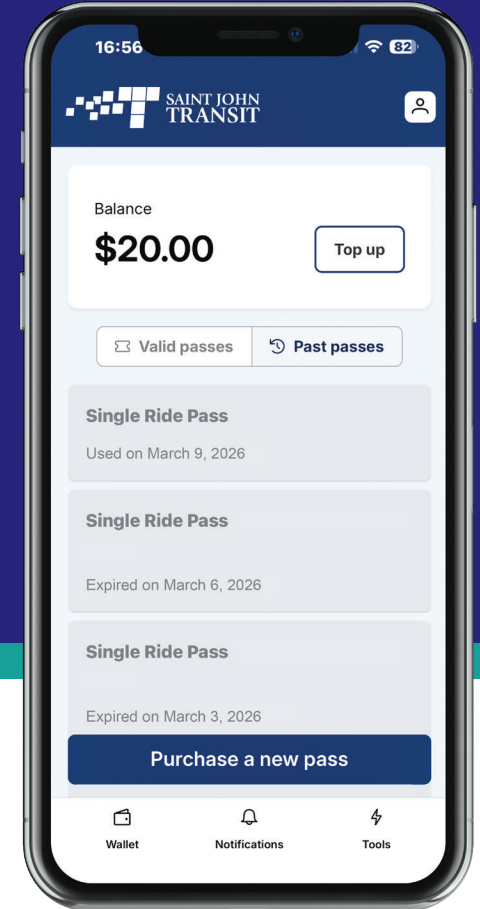 16:56
82
SAINT JOHN
TRANSIT
Balance
$20.00
Top up
Valid passes
Past passes
Single Ride Pass
Used on March 9, 2026
Single Ride Pass
Expired on March 6, 2026
Single Ride Pass
Expired on March 3, 2026
Purchase a new pass
Wallet
Notifications
Tools